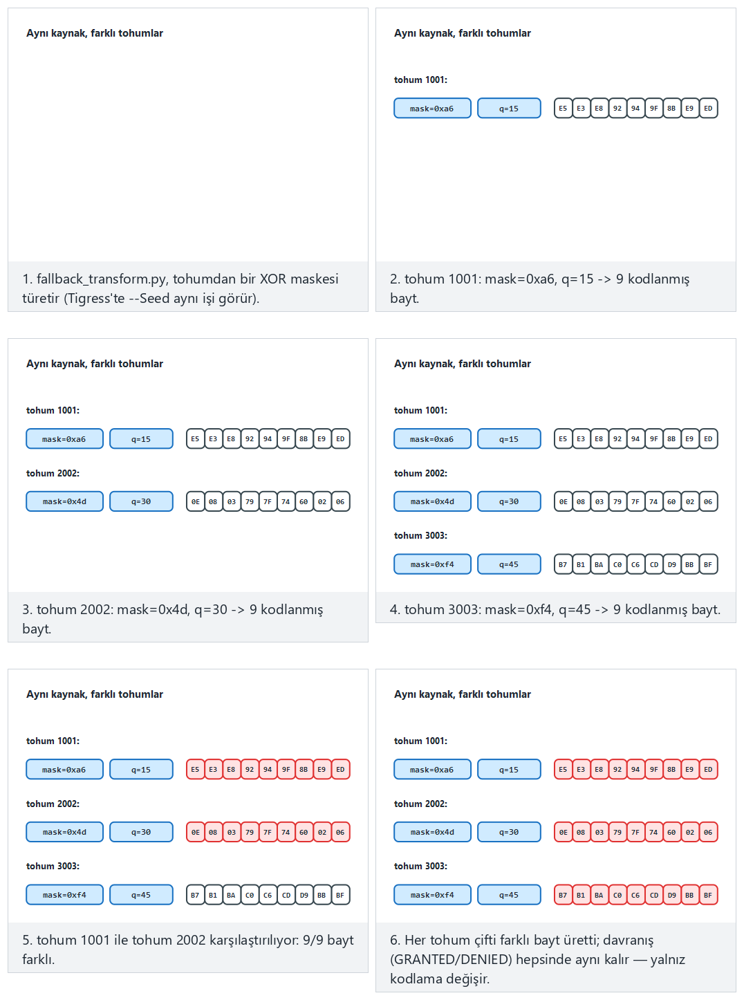 Aynı kaynak, farklı tohumlar
1. fallback_transform.py, tohumdan bir XOR maskesi
türetir (Tigress'te --Seed aynı işi görür).
Aynı kaynak, farklı tohumlar
tohum 1001:
mask=0xa6 q=15 E5 E3 E8 92 94 9F 8B E9 ED
2. tohum 1001: mask=0xa6, q=15 -> 9 kodlanmış
bayt.
Aynı kaynak, farklı tohumlar
tohum 1001:
mask=0xa6 q=15 E5 E3 E8 92 94 9F 8B E9 ED
tohum 2002:
mask=0x4d q=30 0E 08 03 79 7F 74 60 02 06
3. tohum 2002: mask=0x4d, q=30 -> 9 kodlanmış
bayt.
Aynı kaynak, farklı tohumlar
tohum 1001:
mask=0xa6 q=15 E5 E3 E8 92 94 9F 8B E9 ED
tohum 2002:
mask=0x4d q=30 0E 08 03 79 7F 74 60 02 06
tohum 3003:
mask=0xf4 q=45 B7 B1 BA C0 C6 CD D9 BB BF
4. tohum 3003: mask=0xf4, q=45 -> 9 kodlanmış bayt.
Aynı kaynak, farklı tohumlar
tohum 1001:
mask=0xa6 q=15 E5 E3 E8 92 94 9F 8B E9 ED
tohum 2002:
mask=0x4d q=30 0E 08 03 79 7F 74 60 02 06
tohum 3003:
mask=0xf4 q=45 B7 B1 BA C0 C6 CD D9 BB BF
5. tohum 1001 ile tohum 2002 karşılaştırılıyor: 9/9 bayt
farklı.
Aynı kaynak, farklı tohumlar
tohum 1001:
mask=0xa6 q=15 E5 E3 E8 92 94 9F 8B E9 ED
tohum 2002:
mask=0x4d q=30 0E 08 03 79 7F 74 60 02 06
tohum 3003:
mask=0xf4 q=45 B7 B1 BA C0 C6 CD D9 BB BF
6. Her tohum çifti farklı bayt üretti; davranış
(GRANTED/DENIED) hepsinde aynı kalır — yalnız
kodlama değişir.